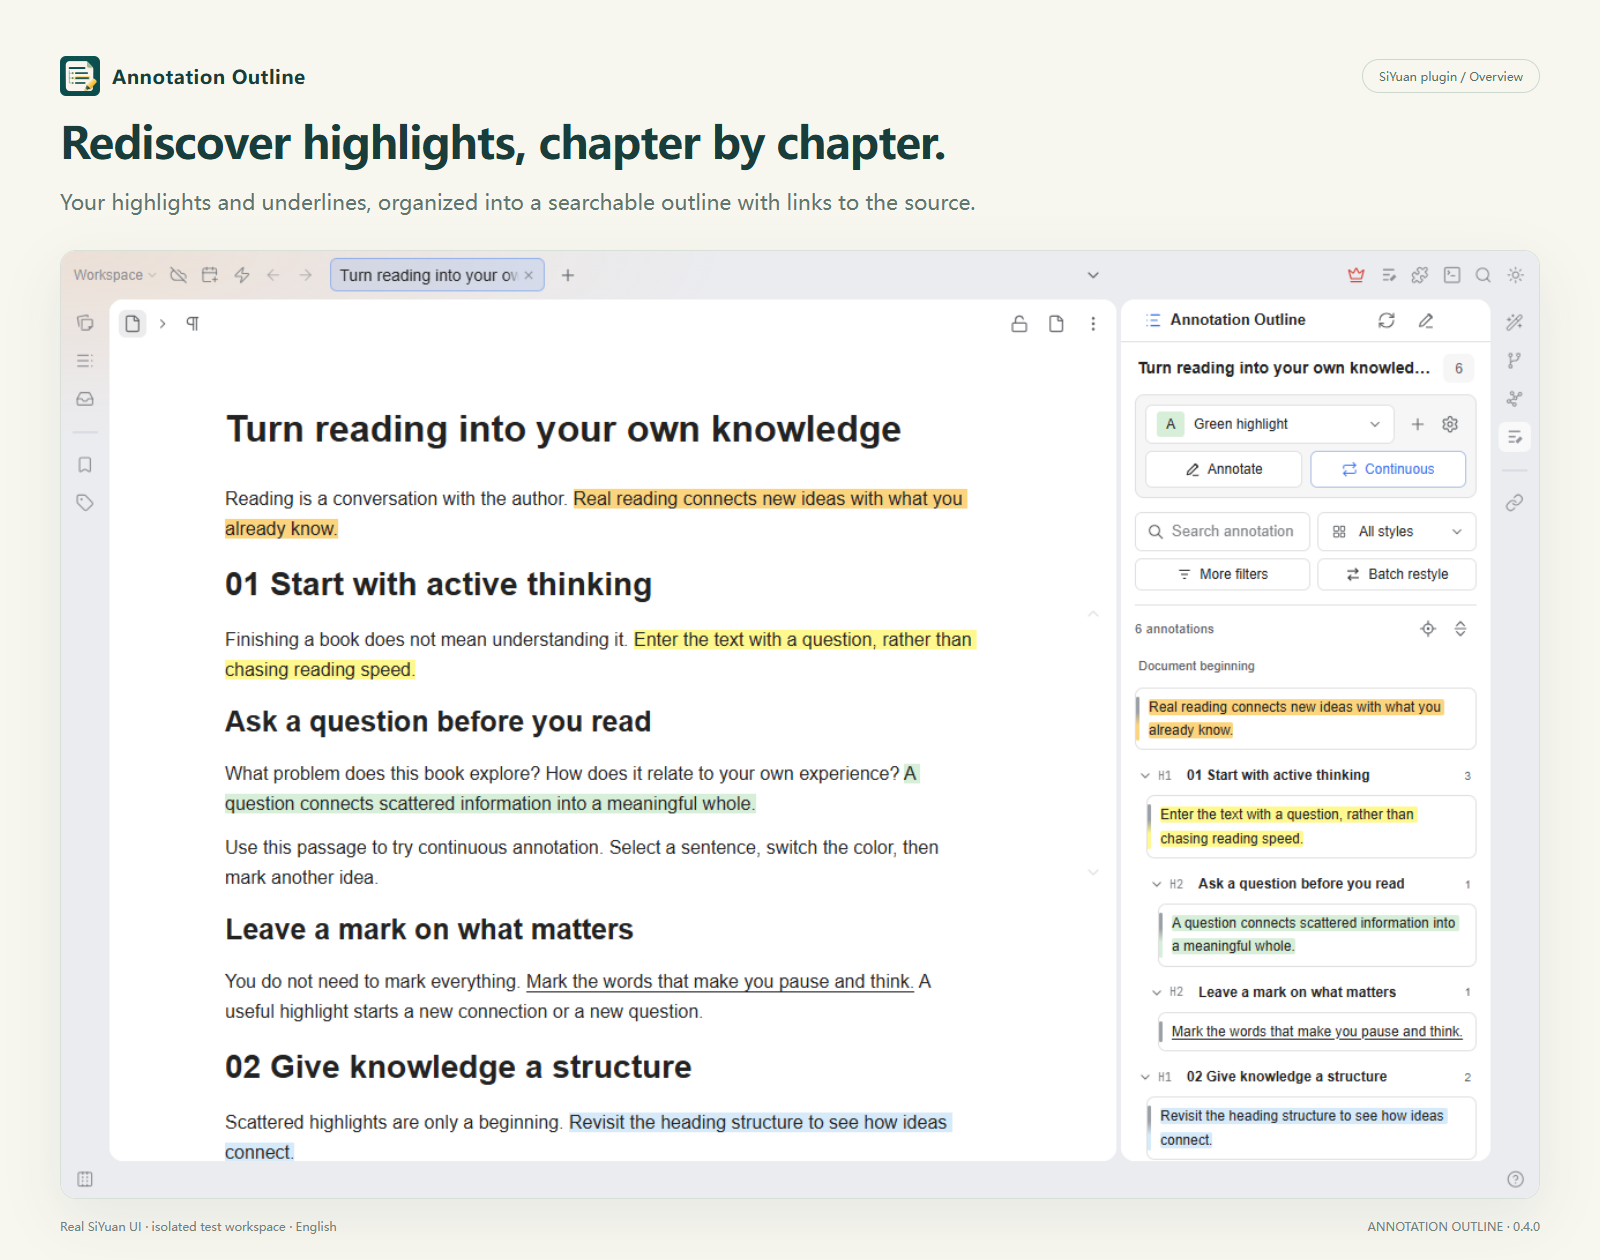 Annotation Outline
SiYuan plugin / Overview
Rediscover highlights, chapter by chapter.
Your highlights and underlines, organized into a searchable outline with links to the source.
Workspace
Turn reading into your ow
Turn reading into your own knowledge
Reading is a conversation with the author. Real reading connects new ideas with what you
already know.
01 Start with active thinking
Finishing a book does not mean understanding it. Enter the text with a question, rather than
chasing reading speed.
Ask a question before you read
What problem does this book explore? How does it relate to your own experience? A
question connects scattered information into a meaningful whole.
Use this passage to try continuous annotation. Select a sentence, switch the color, then
mark another idea.
Leave a mark on what matters
You do not need to mark everything. Mark the words that make you pause and think. A
useful highlight starts a new connection or a new question.
02 Give knowledge a structure
Scattered highlights are only a beginning. Revisit the heading structure to see how ideas
connect.
Annotation Outline
Turn reading into your own knowled... 6
A Green highlight
Annotate Continuous
Search annotation All styles
More filters Batch restyle
6 annotations
Document beginning
Real reading connects new ideas with what you
already know.
H1 01 Start with active thinking 3
Enter the text with a question, rather than
chasing reading speed.
H2 Ask a question before you read 1
A question connects scattered information into
a meaningful whole.
H2 Leave a mark on what matters 1
Mark the words that make you pause and think.
H1 02 Give knowledge a structure 2
Revisit the heading structure to see how ideas
connect.
Real SiYuan UI · isolated test workspace · English
ANNOTATION OUTLINE · 0.4.0